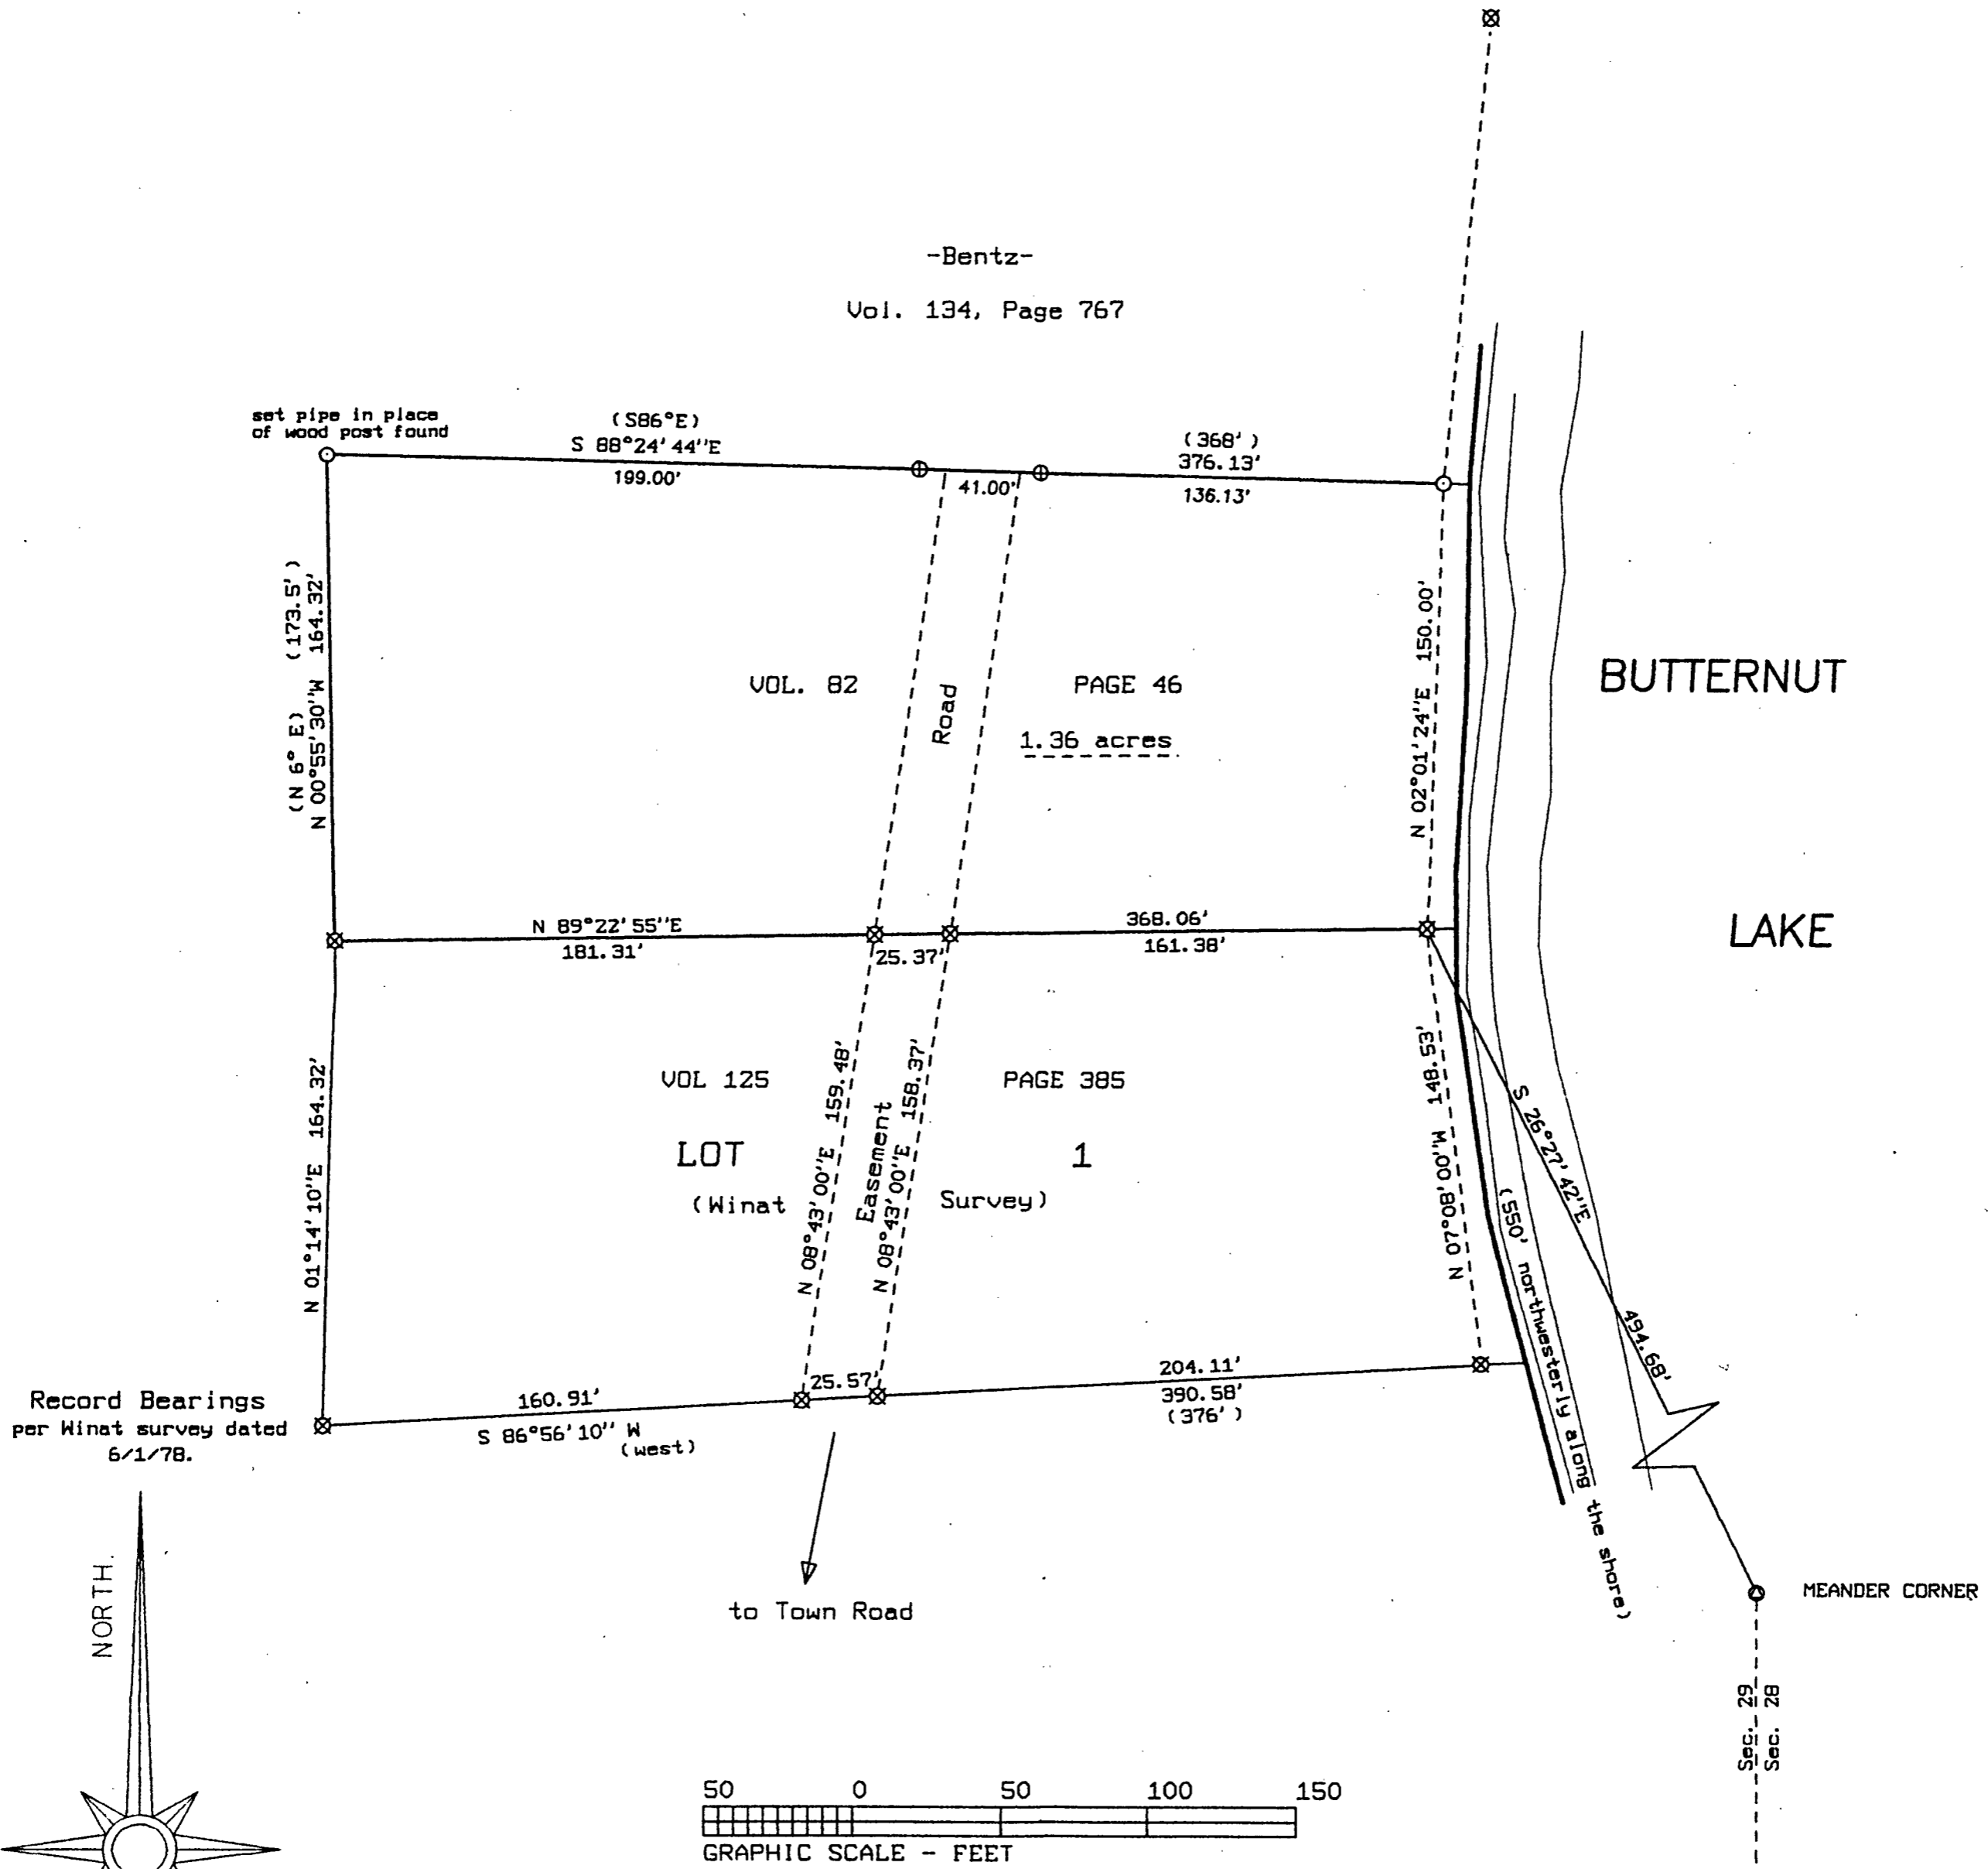 -Bentz-
Vol. 134, Page 767
set pipe in place
of wood post found
(S86°E)
S 88°24'44"E
199.00'
41.00'
(368')
376.13'
136.13'
(N 6° E) (173.5')
N 00°55'30"W 164.32'
VOL. 82
PAGE 46
1.36 acres
Road
N 02°01'24"E 150.00'
BUTTERNUT
LAKE
N 89°22'55"E
181.31'
25.37'
368.06'
161.38'
N 01°14'10"E 164.32'
VOL 125
PAGE 385
LOT 1
(Winat Survey)
N 08°43'00"E 159.48'
Easement
N 08°43'00"E 158.37'
N 07°08'00"W 148.53'
S 26°27'42"E 494.68'
(550' northwesterly along the shore)
160.91'
25.57'
204.11'
390.58'
(376')
S 86°56'10" W
(west)
Record Bearings
per Winat survey dated
6/1/78.
to Town Road
MEANDER CORNER
Sec. 29
Sec. 28
NORTH.
50 0 50 100 150
GRAPHIC SCALE - FEET